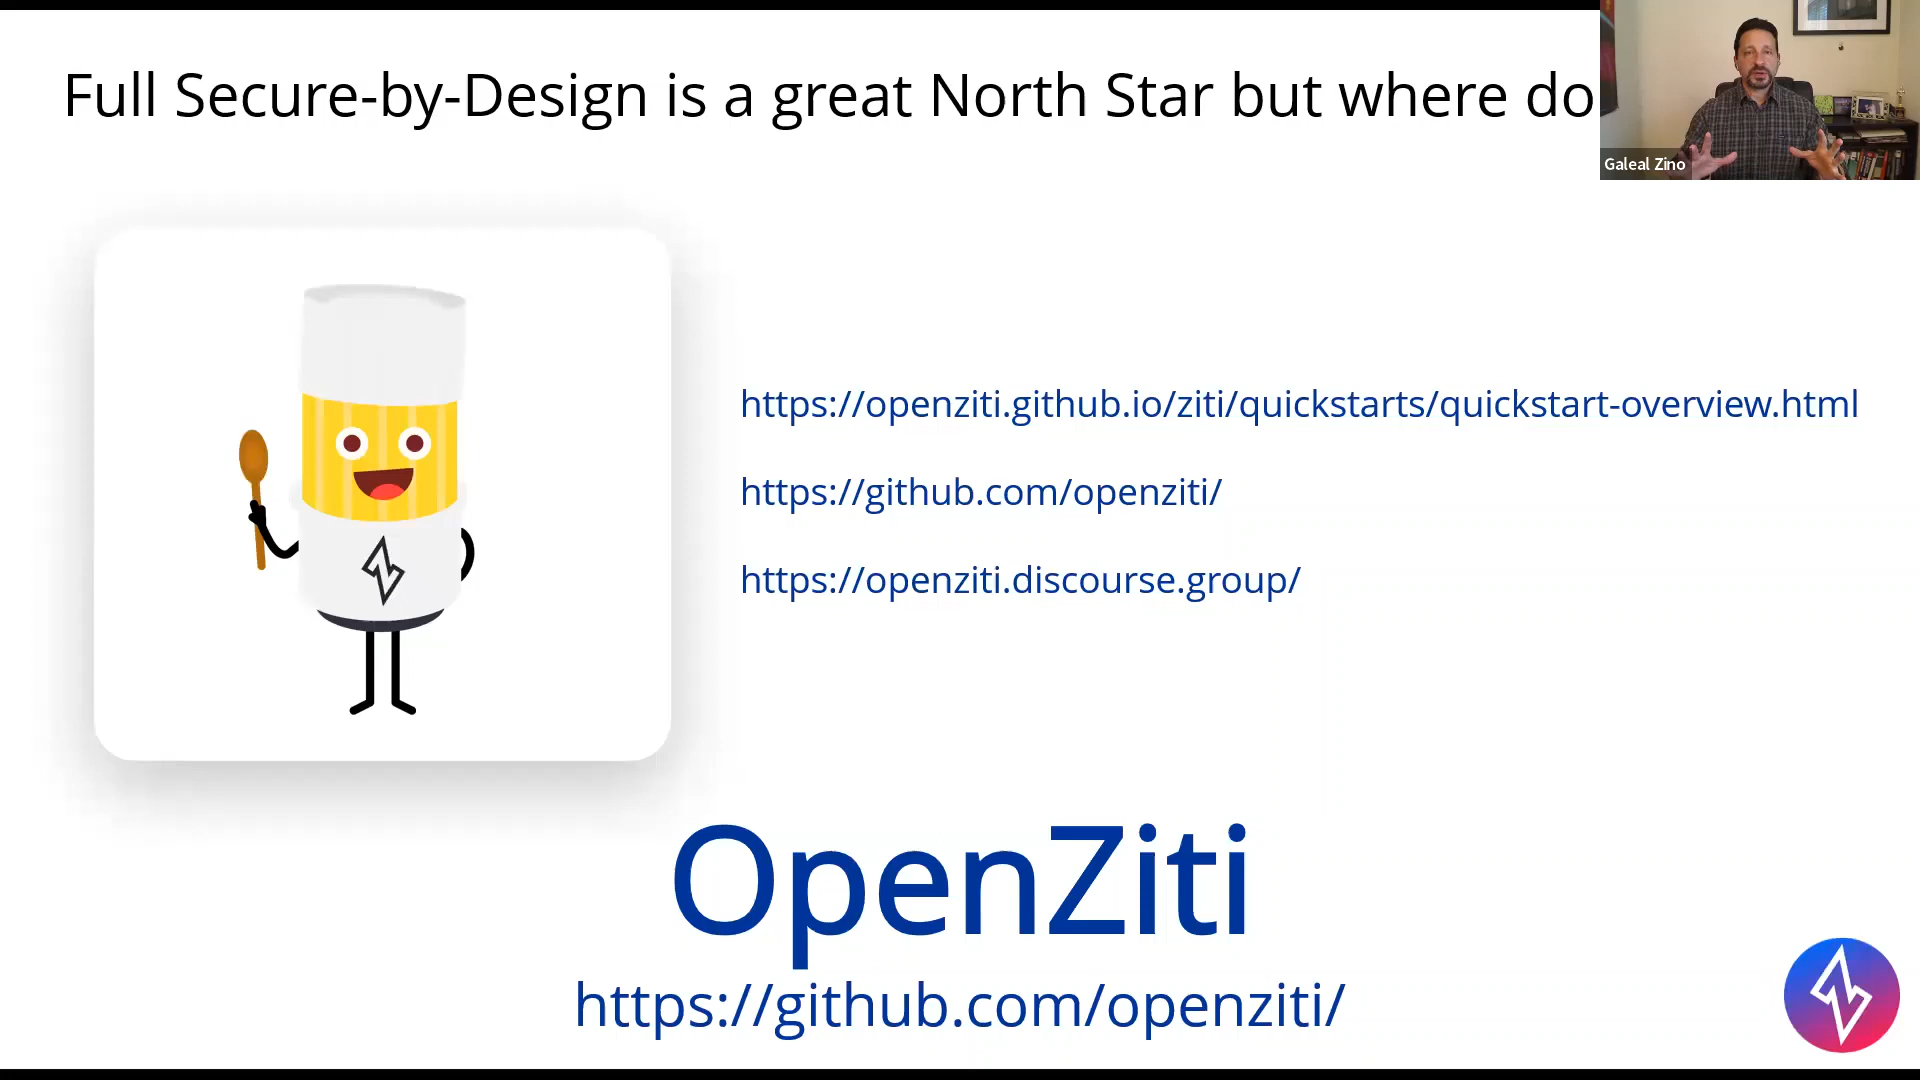 Full Secure-by-Design is a great North Star but where do
Galeal Zino
https://openziti.github.io/ziti/quickstarts/quickstart-overview.html
https://github.com/openziti/
https://openziti.discourse.group/
OpenZiti
https://github.com/openziti/